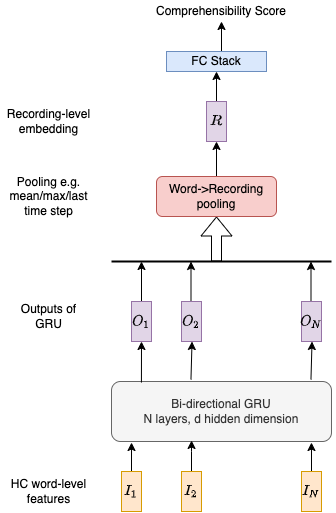 Comprehensibility Score
FC Stack
Recording-level
embedding
R
Pooling e.g.
mean/max/last
time step
Word->Recording
pooling
Outputs of
GRU
O1
O2
ON
Bi-directional GRU
N layers, d hidden dimension
HC word-level
features
I1
I2
IN